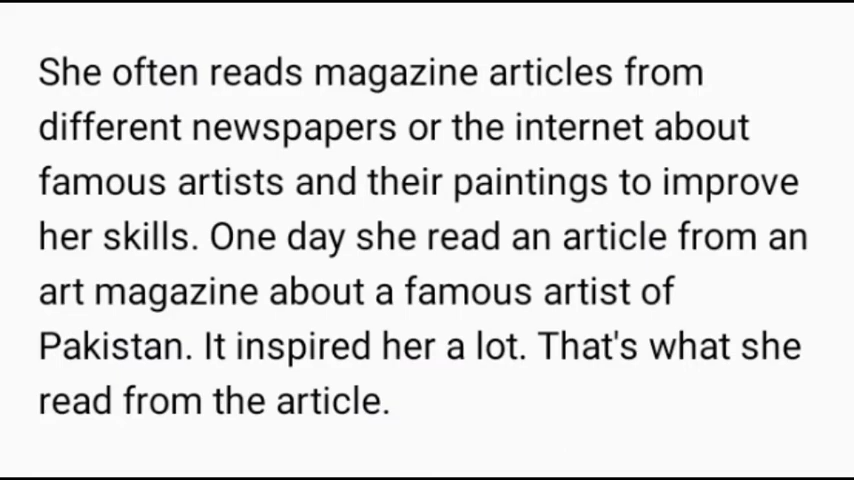 She often reads magazine articles from
different newspapers or the internet about
famous artists and their paintings to improve
her skills. One day she read an article from an
art magazine about a famous artist of
Pakistan. It inspired her a lot. That's what she
read from the article.